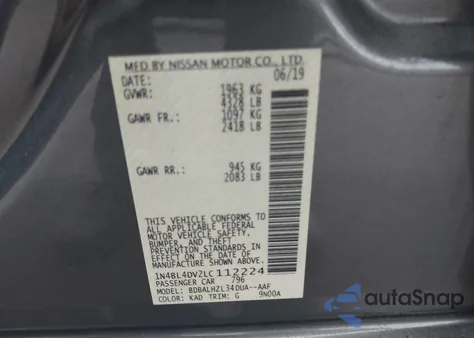 MFD BY NISSAN MOTOR CO., LTD.
DATE: 06/19
GVWR: 1963 KG
4328 LB
GAWR FR.: 1097 KG
2418 LB
GAWR RR.: 945 KG
2083 LB
THIS VEHICLE CONFORMS TO
ALL APPLICABLE FEDERAL
MOTOR VEHICLE SAFETY,
BUMPER, AND THEFT
PREVENTION STANDARDS
IN EFFECT ON THE DATE OF
MANUFACTURE SHOWN ABOVE.
1N4BL4DV2LC112224
PASSENGER CAR 796
MODEL: BDBALHZL34DUA--AAF
COLOR: KAD TRIM: G 9N00A
autoSnap